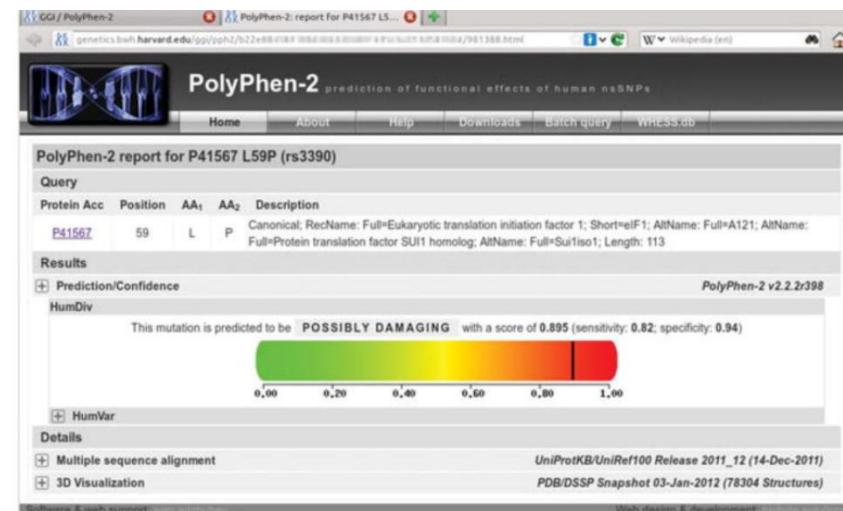 GGI / PolyPhen-2
PolyPhen-2: report for P41567 L5...
genetics.bwh.harvard.edu/ggi/pph2/
/981388.html
Wikipedia (en)
PolyPhen-2 prediction of functional effects of human nsSNPs
Home About Help Downloads Batch query WHESS.db
PolyPhen-2 report for P41567 L59P (rs3390)
Query
Protein Acc Position AA₁ AA₂ Description
P41567 59 L P Canonical; RecName: Full=Eukaryotic translation initiation factor 1; Short=eIF1; AltName: Full=A121; AltName:
Full=Protein translation factor SUI1 homolog; AltName: Full=Sui1iso1; Length: 113
Results
Prediction/Confidence PolyPhen-2 v2.2.2r398
HumDiv
This mutation is predicted to be POSSIBLY DAMAGING with a score of 0.895 (sensitivity: 0.82; specificity: 0.94)
0,00 0,20 0,40 0,60 0,80 1,00
HumVar
Details
Multiple sequence alignment UniProtKB/UniRef100 Release 2011_12 (14-Dec-2011)
3D Visualization PDB/DSSP Snapshot 03-Jan-2012 (78304 Structures)
Software & web support:
Web design & development: